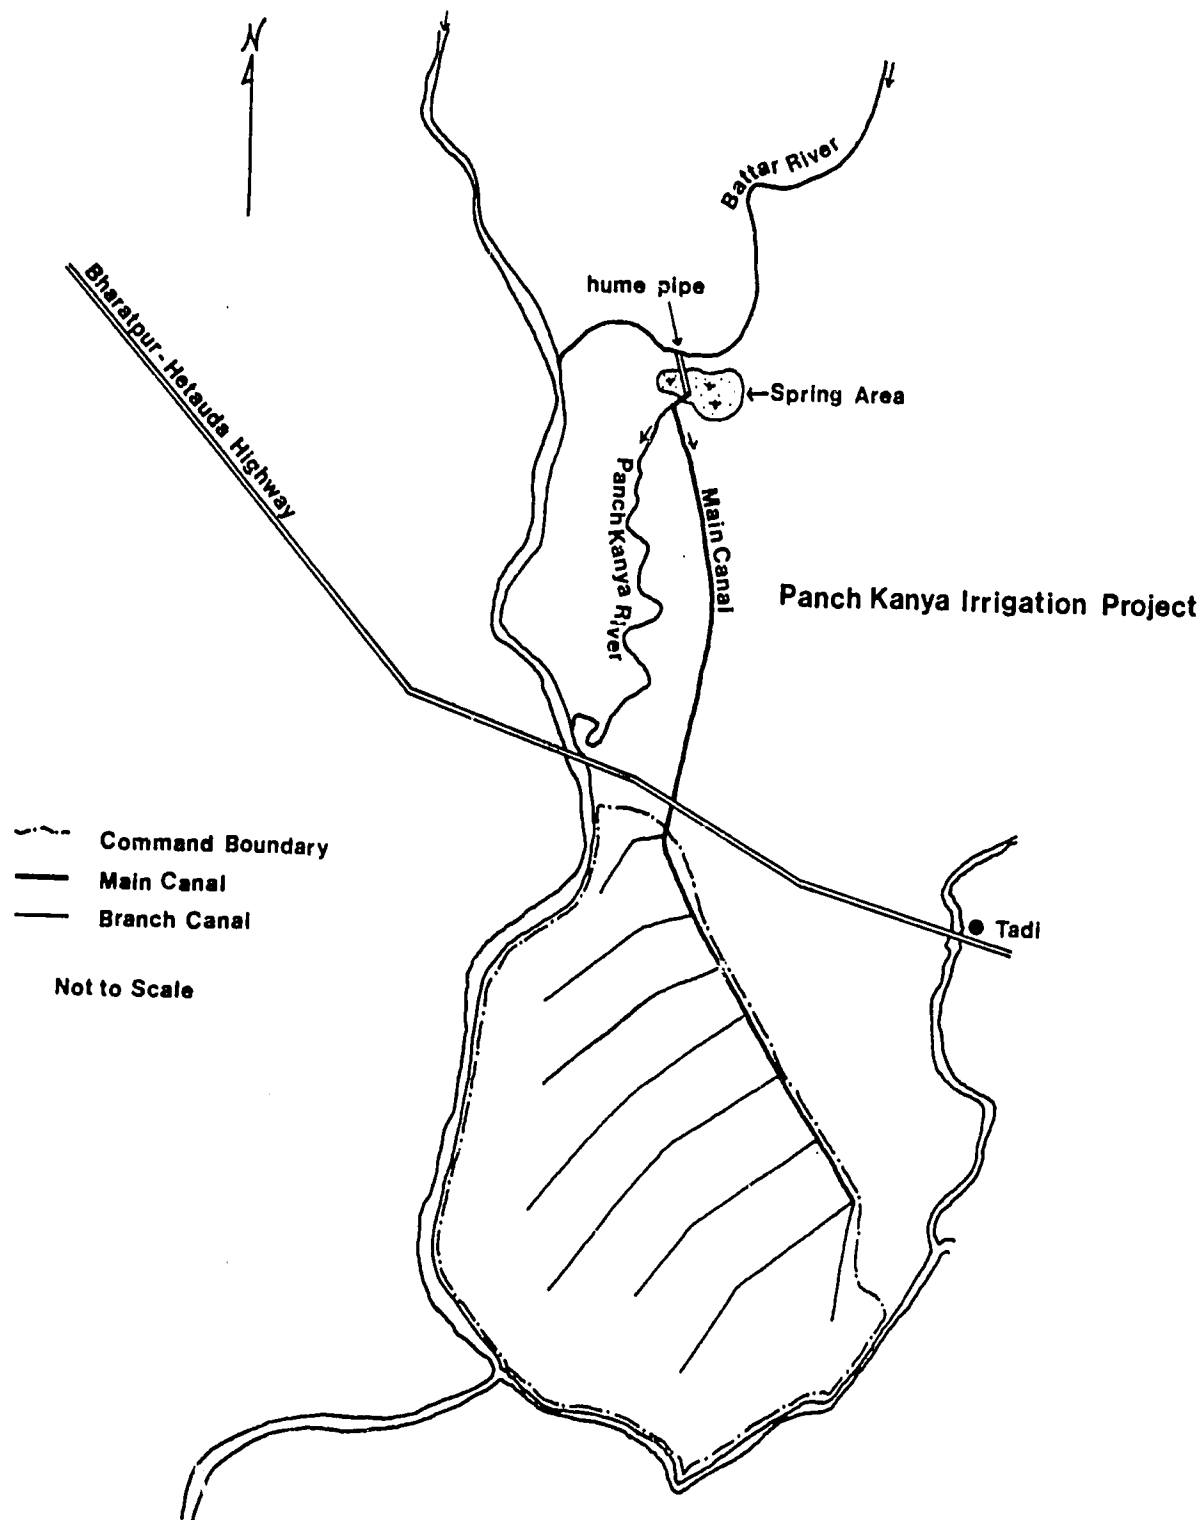 N
Battar River
hume pipe
Bharatpur-Hetauda Highway
Spring Area
Panch Kanya River
Main Canal
Panch Kanya Irrigation Project
Command Boundary
Main Canal
Branch Canal
Tadi
Not to Scale